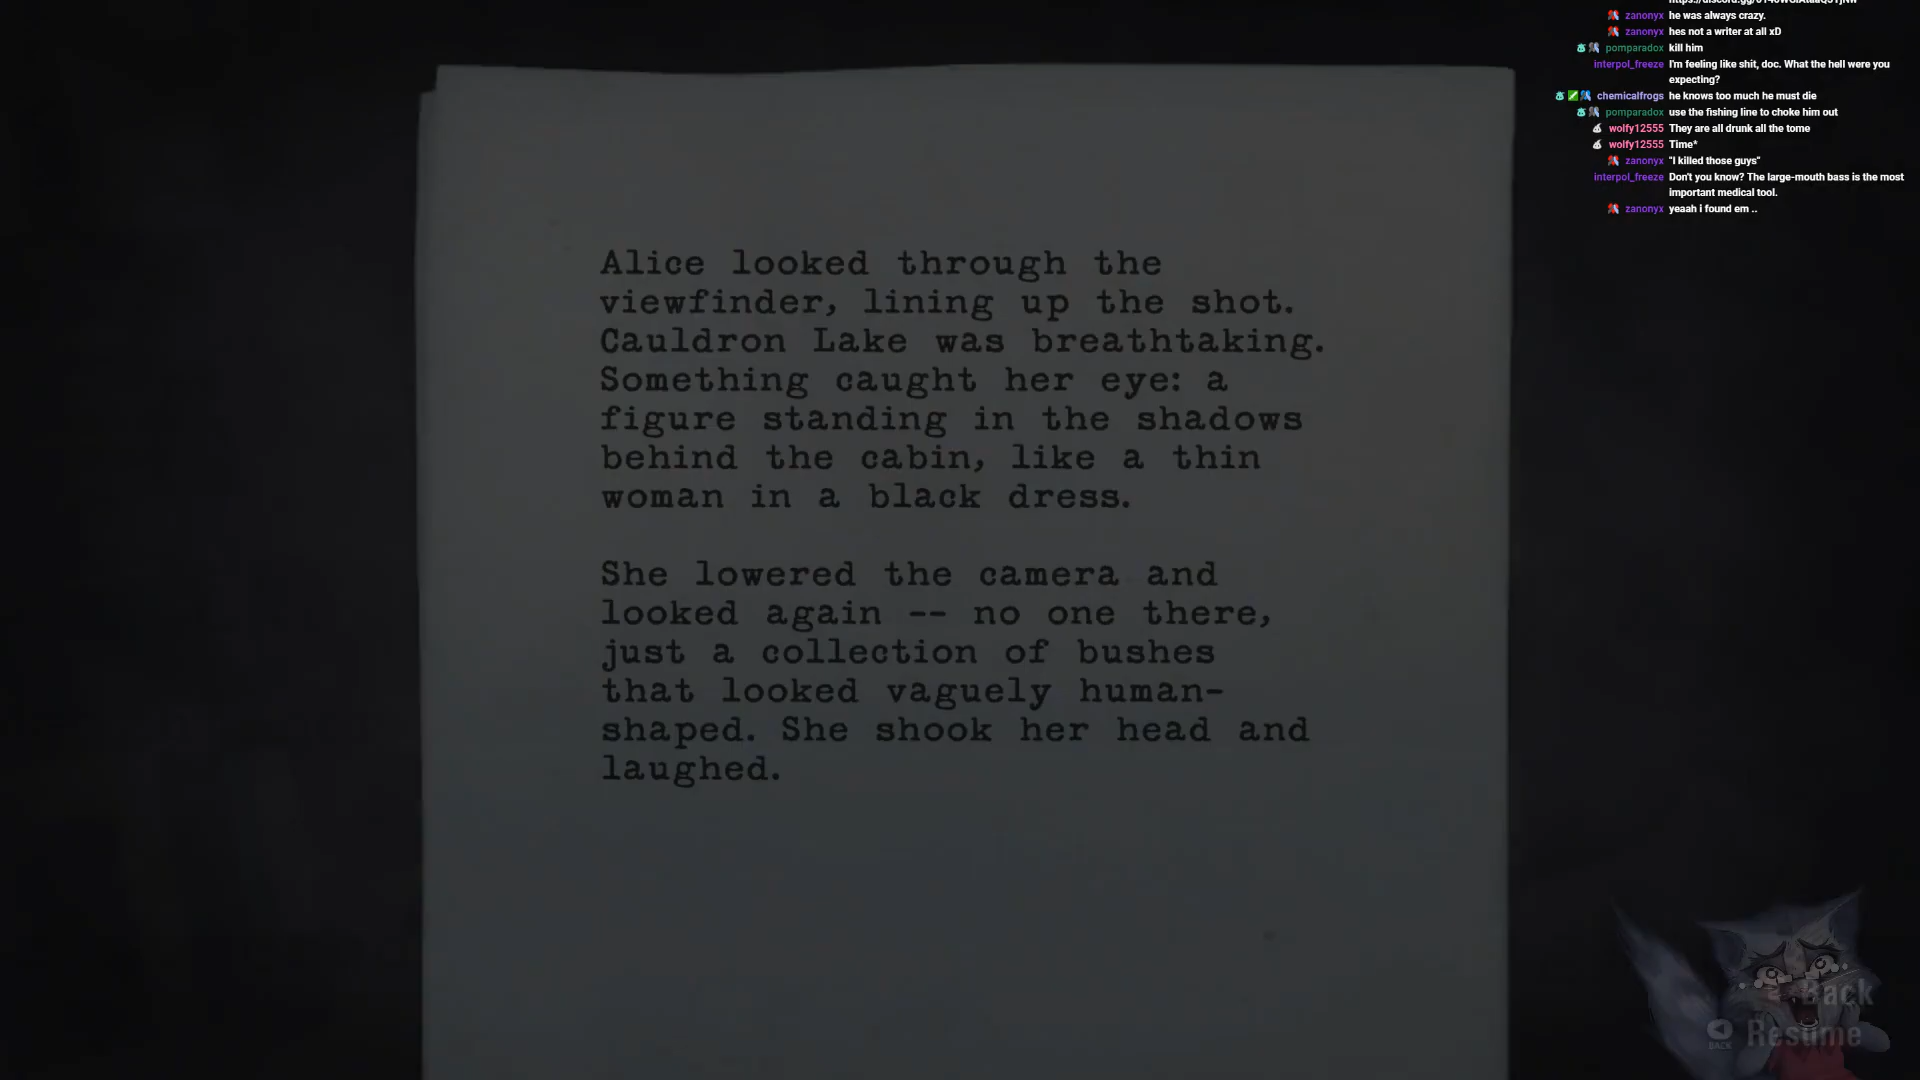 zanonyx he was always crazy.
zanonyx hes not a writer at all xD
pomparadox kill him
interpol_freeze I'm feeling like shit, doc. What the hell were you
expecting?
chemicalfrogs he knows too much he must die
pomparadox use the fishing line to choke him out
wolfy12555 They are all drunk all the tome
wolfy12555 Time*
zanonyx "I killed those guys"
interpol_freeze Don't you know? The large-mouth bass is the most
important medical tool.
zanonyx yeaah i found em ..
Alice looked through the
viewfinder, lining up the shot.
Cauldron Lake was breathtaking.
Something caught her eye: a
figure standing in the shadows
behind the cabin, like a thin
woman in a black dress.
She lowered the camera and
looked again -- no one there,
just a collection of bushes
that looked vaguely human-
shaped. She shook her head and
laughed.
Back
BACK Resume